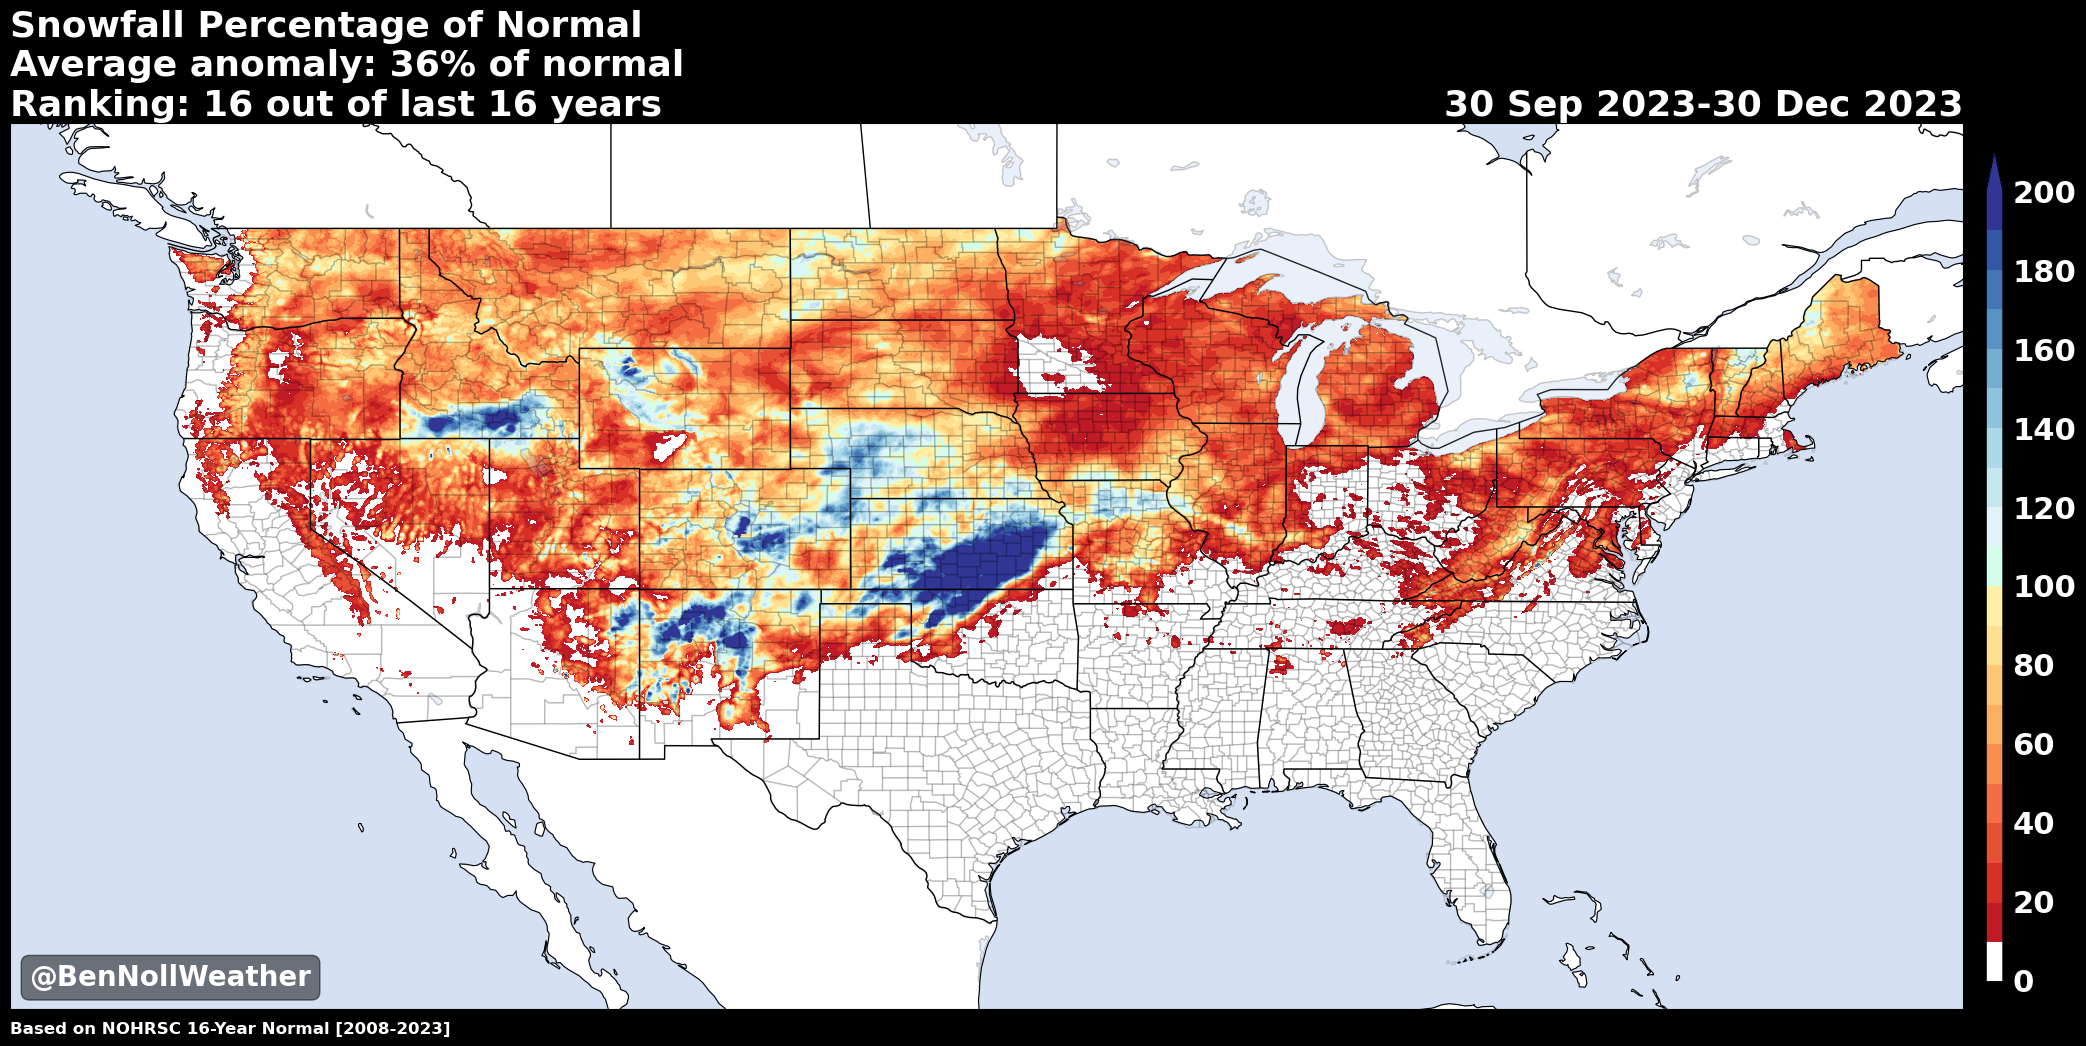 Snowfall Percentage of Normal
Average anomaly: 36% of normal
Ranking: 16 out of last 16 years
30 Sep 2023-30 Dec 2023
200
180
160
140
120
100
80
60
40
20
0
@BenNollWeather
Based on NOHRSC 16-Year Normal [2008-2023]